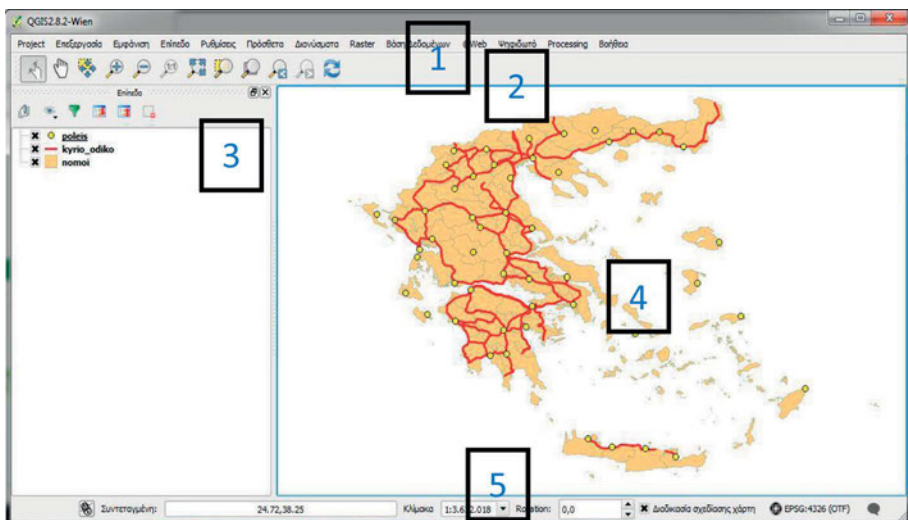 QGIS2.8.2-Wien
Project Επεξεργασία Εμφάνιση Επίπεδο Ρυθμίσεις Πρόσθετα Διανύσματα Raster Βάση Δεδομένων Web Ψηφιδωτό Processing Βοήθεια
1
2
Επίπεδα
3
poleis
kyrio_odiko
nomoi
4
5
Συντεταγμένη: 24.72,38.25 Κλίμακα Rotation: 0,0 Διαδικασία σχεδίασης χάρτη EPSG:4326 (OTF)